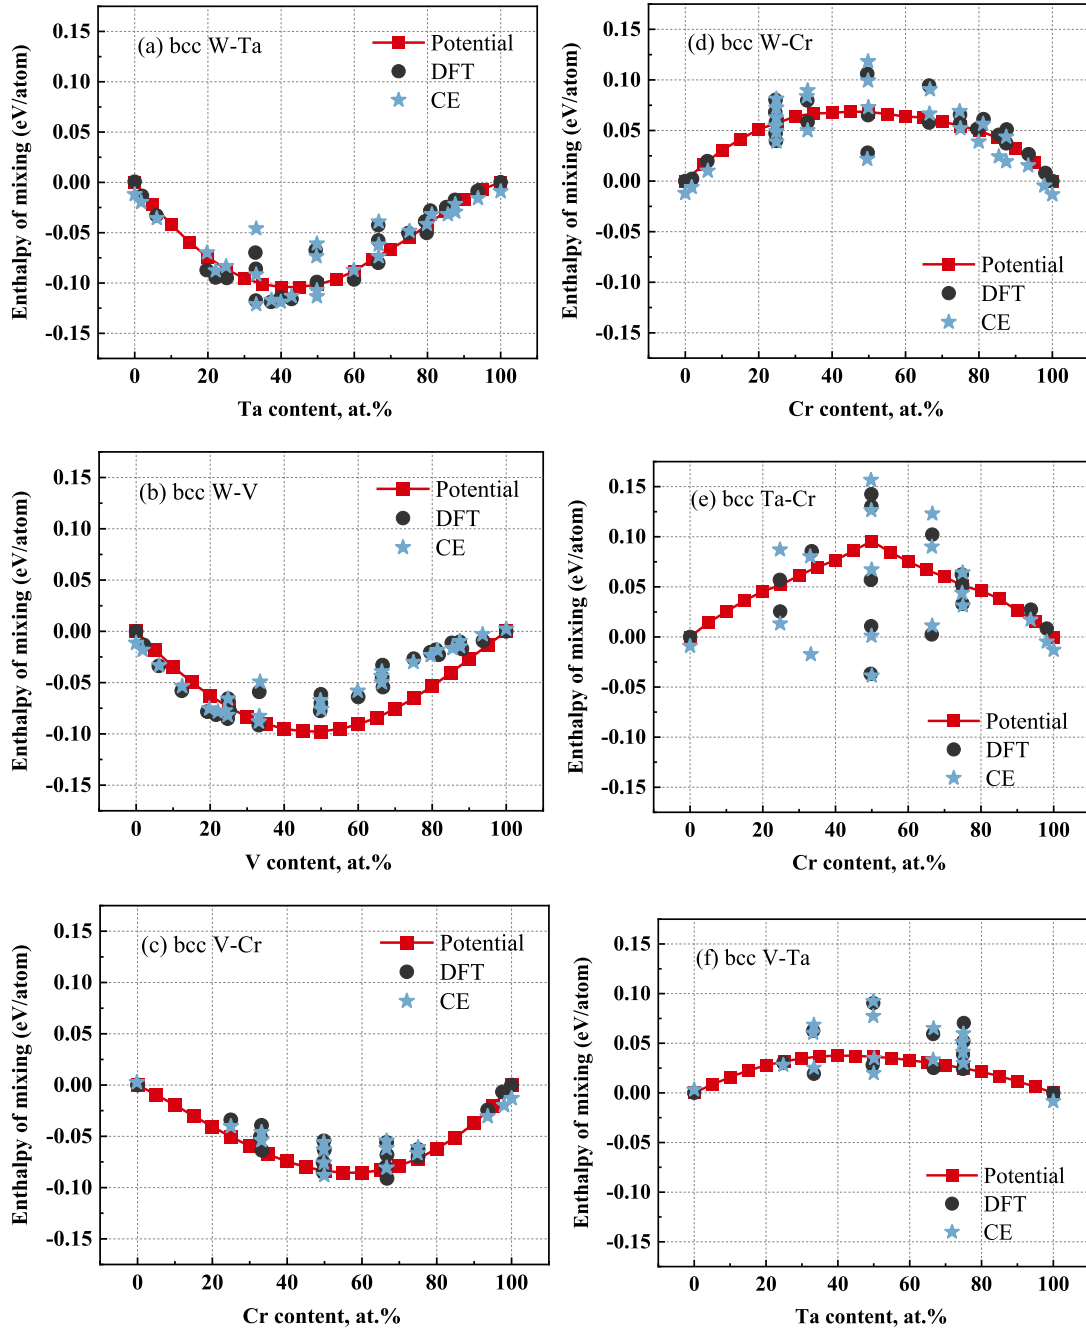 (a) bcc W-Ta
Potential
DFT
CE
0.15
0.10
0.05
0.00
-0.05
-0.10
-0.15
Enthalpy of mixing (eV/atom)
0 20 40 60 80 100
Ta content, at.%
(d) bcc W-Cr
Potential
DFT
CE
0.15
0.10
0.05
0.00
-0.05
-0.10
-0.15
Enthalpy of mixing (eV/atom)
0 20 40 60 80 100
Cr content, at.%
(b) bcc W-V
Potential
DFT
CE
0.15
0.10
0.05
0.00
-0.05
-0.10
-0.15
Enthalpy of mixing (eV/atom)
0 20 40 60 80 100
V content, at.%
(e) bcc Ta-Cr
Potential
DFT
CE
0.15
0.10
0.05
0.00
-0.05
-0.10
-0.15
Enthalpy of mixing (eV/atom)
0 20 40 60 80 100
Cr content, at.%
(c) bcc V-Cr
Potential
DFT
CE
0.15
0.10
0.05
0.00
-0.05
-0.10
-0.15
Enthalpy of mixing (eV/atom)
0 20 40 60 80 100
Cr content, at.%
(f) bcc V-Ta
Potential
DFT
CE
0.15
0.10
0.05
0.00
-0.05
-0.10
-0.15
Enthalpy of mixing (eV/atom)
0 20 40 60 80 100
Ta content, at.%